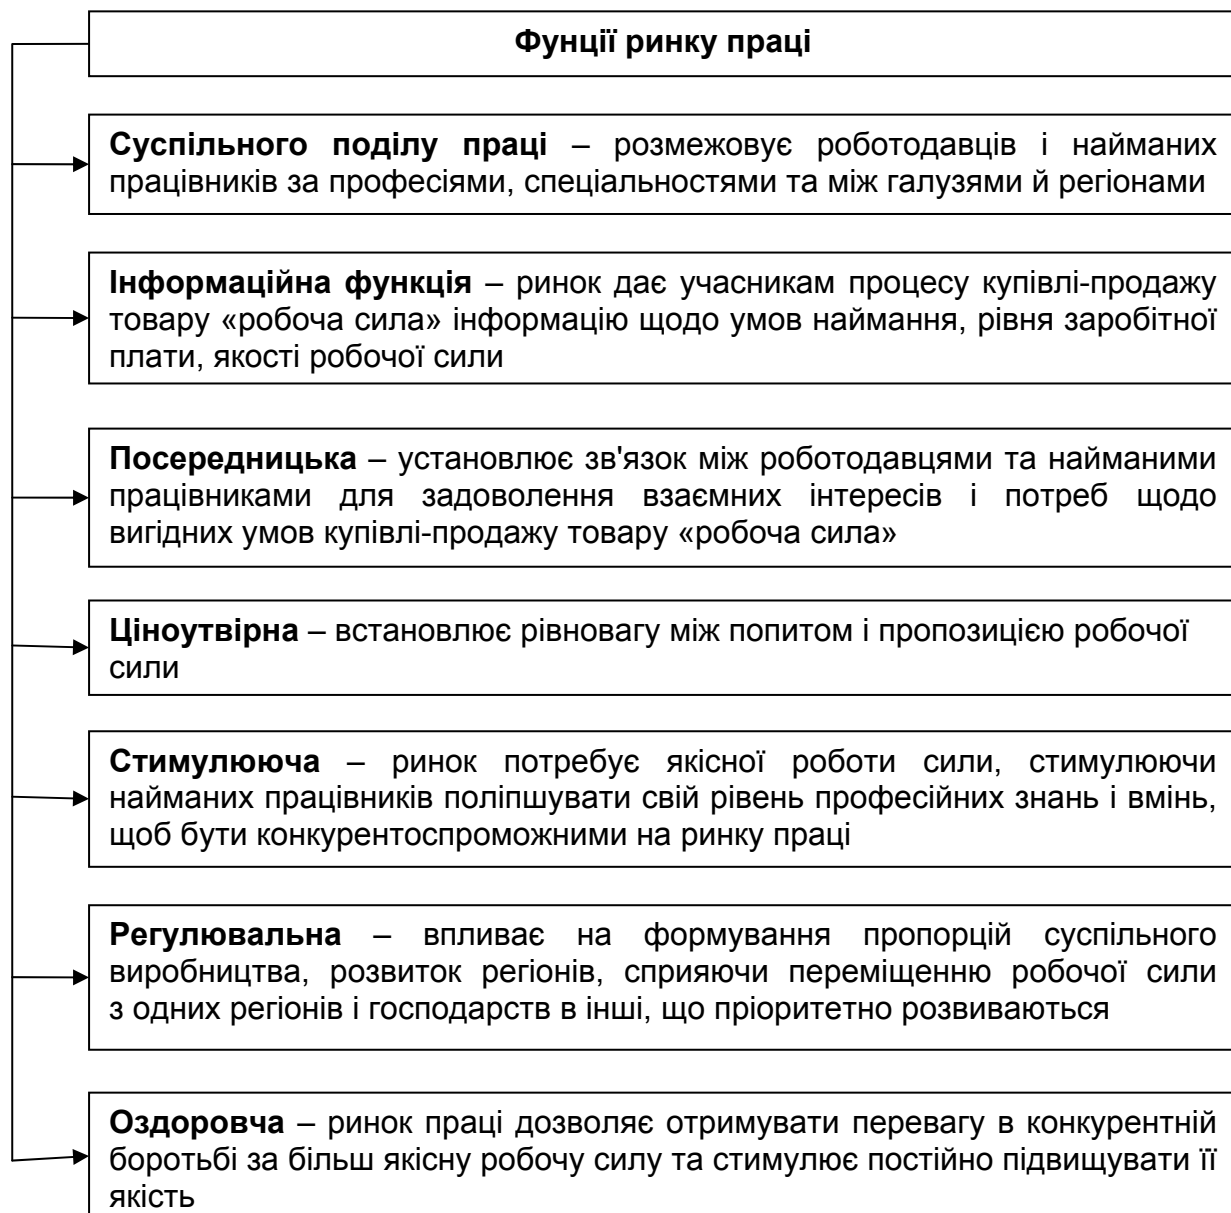 Фунції ринку праці
Суспільного поділу праці – розмежовує роботодавців і найманих
працівників за професіями, спеціальностями та між галузями й регіонами
Інформаційна функція – ринок дає учасникам процесу купівлі-продажу
товару «робоча сила» інформацію щодо умов наймання, рівня заробітної
плати, якості робочої сили
Посередницька – установлює зв'язок між роботодавцями та найманими
працівниками для задоволення взаємних інтересів і потреб щодо
вигідних умов купівлі-продажу товару «робоча сила»
Ціноутвірна – встановлює рівновагу між попитом і пропозицією робочої
сили
Стимулююча – ринок потребує якісної роботи сили, стимулюючи
найманих працівників поліпшувати свій рівень професійних знань і вмінь,
щоб бути конкурентоспроможними на ринку праці
Регулювальна – впливає на формування пропорцій суспільного
виробництва, розвиток регіонів, сприяючи переміщенню робочої сили
з одних регіонів і господарств в інші, що пріоритетно розвиваються
Оздоровча – ринок праці дозволяє отримувати перевагу в конкурентній
боротьбі за більш якісну робочу силу та стимулює постійно підвищувати її
якість